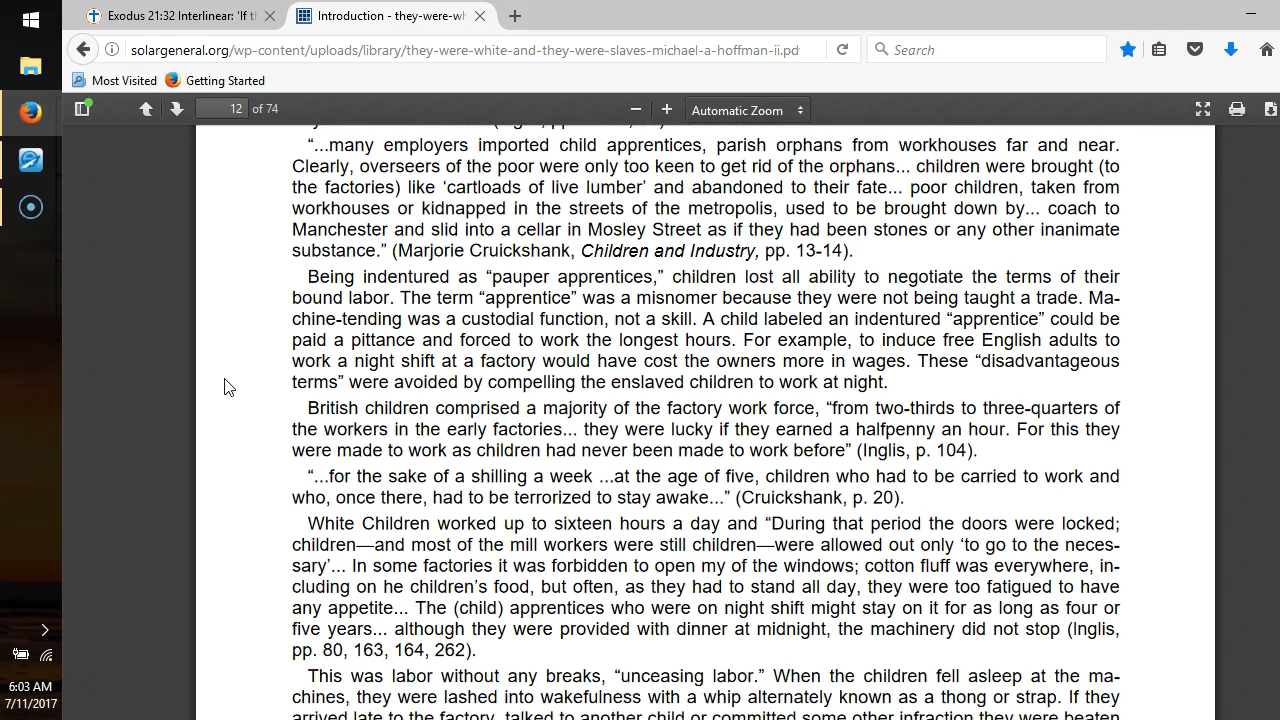 Exodus 21:32 Interlinear: 'If t
Introduction - they-were-wh
solargeneral.org/wp-content/uploads/library/they-were-white-and-they-were-slaves-michael-a-hoffman-ii.pd
Search
Most Visited
Getting Started
12 of 74
Automatic Zoom
“...many employers imported child apprentices, parish orphans from workhouses far and near.
Clearly, overseers of the poor were only too keen to get rid of the orphans... children were brought (to
the factories) like ‘cartloads of live lumber’ and abandoned to their fate... poor children, taken from
workhouses or kidnapped in the streets of the metropolis, used to be brought down by... coach to
Manchester and slid into a cellar in Mosley Street as if they had been stones or any other inanimate
substance.” (Marjorie Cruickshank, Children and Industry, pp. 13-14).
Being indentured as “pauper apprentices,” children lost all ability to negotiate the terms of their
bound labor. The term “apprentice” was a misnomer because they were not being taught a trade. Ma-
chine-tending was a custodial function, not a skill. A child labeled an indentured “apprentice” could be
paid a pittance and forced to work the longest hours. For example, to induce free English adults to
work a night shift at a factory would have cost the owners more in wages. These “disadvantageous
terms” were avoided by compelling the enslaved children to work at night.
British children comprised a majority of the factory work force, “from two-thirds to three-quarters of
the workers in the early factories... they were lucky if they earned a halfpenny an hour. For this they
were made to work as children had never been made to work before” (Inglis, p. 104).
“...for the sake of a shilling a week ...at the age of five, children who had to be carried to work and
who, once there, had to be terrorized to stay awake...” (Cruickshank, p. 20).
White Children worked up to sixteen hours a day and “During that period the doors were locked;
children—and most of the mill workers were still children—were allowed out only ‘to go to the neces-
sary’... In some factories it was forbidden to open my of the windows; cotton fluff was everywhere, in-
cluding on he children’s food, but often, as they had to stand all day, they were too fatigued to have
any appetite... The (child) apprentices who were on night shift might stay on it for as long as four or
five years... although they were provided with dinner at midnight, the machinery did not stop (Inglis,
pp. 80, 163, 164, 262).
This was labor without any breaks, “unceasing labor.” When the children fell asleep at the ma-
chines, they were lashed into wakefulness with a whip alternately known as a thong or strap. If they
arrived late to the factory, talked to another child or committed some other infraction they were beaten
6:03 AM
7/11/2017